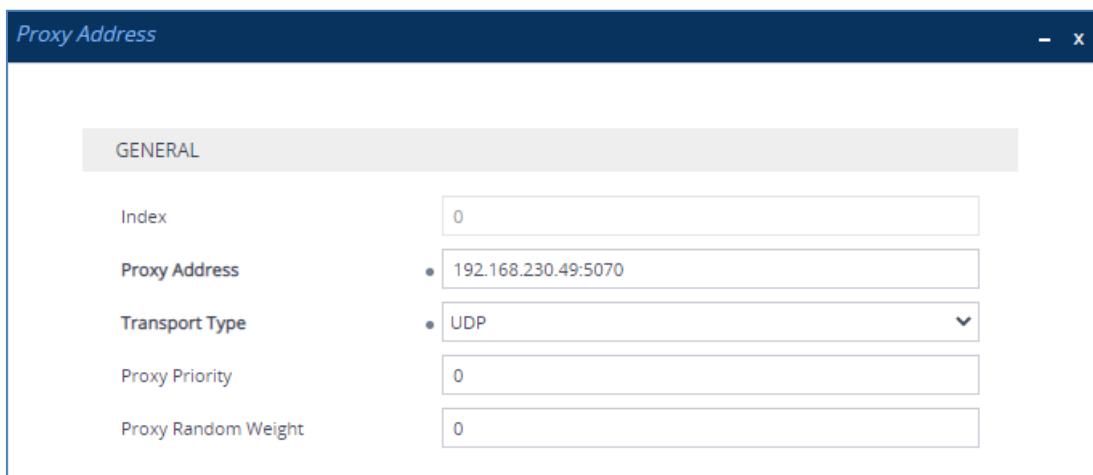 Proxy Address
– x
GENERAL
Index 0
Proxy Address 192.168.230.49:5070
Transport Type UDP
Proxy Priority 0
Proxy Random Weight 0